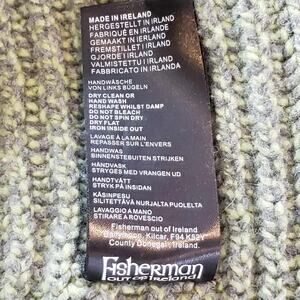 MADE IN IRELAND
HERGESTELLT IN IRLAND
FABRIQUÉ EN IRLANDE
GEMAAKT IN IERLAND
FREMSTILLET I IRLAND
GJORDE I IRLAND
VALMISTETTU I IRLAND
FABBRICATO IN IRLANDA
HANDWÄSCHE
VON LINKS BÜGELN
DRY CLEAN OR
HAND WASH
RESHAPE WHILST DAMP
DO NOT BLEACH
DO NOT SPIN DRY
DRY FLAT
IRON INSIDE OUT
LAVAGE À LA MAIN
REPASSER SUR L'ENVERS
HANDWAS
BINNENSTEBUITEN STRIJKEN
HÅNDVASK
STRYGES MED VRANGEN UD
HANDTVÄTT
STRYK PÅ INSIDAN
KÄSINPESU
SILITETTÄVÄ NURJALTA PUOLELTA
LAVAGGIO A MANO
STIRARE A ROVESCIO
Fisherman out of Ireland
Kilcar, F94
County Donegal, Ireland.
Fisherman
OUT OF IRELAND